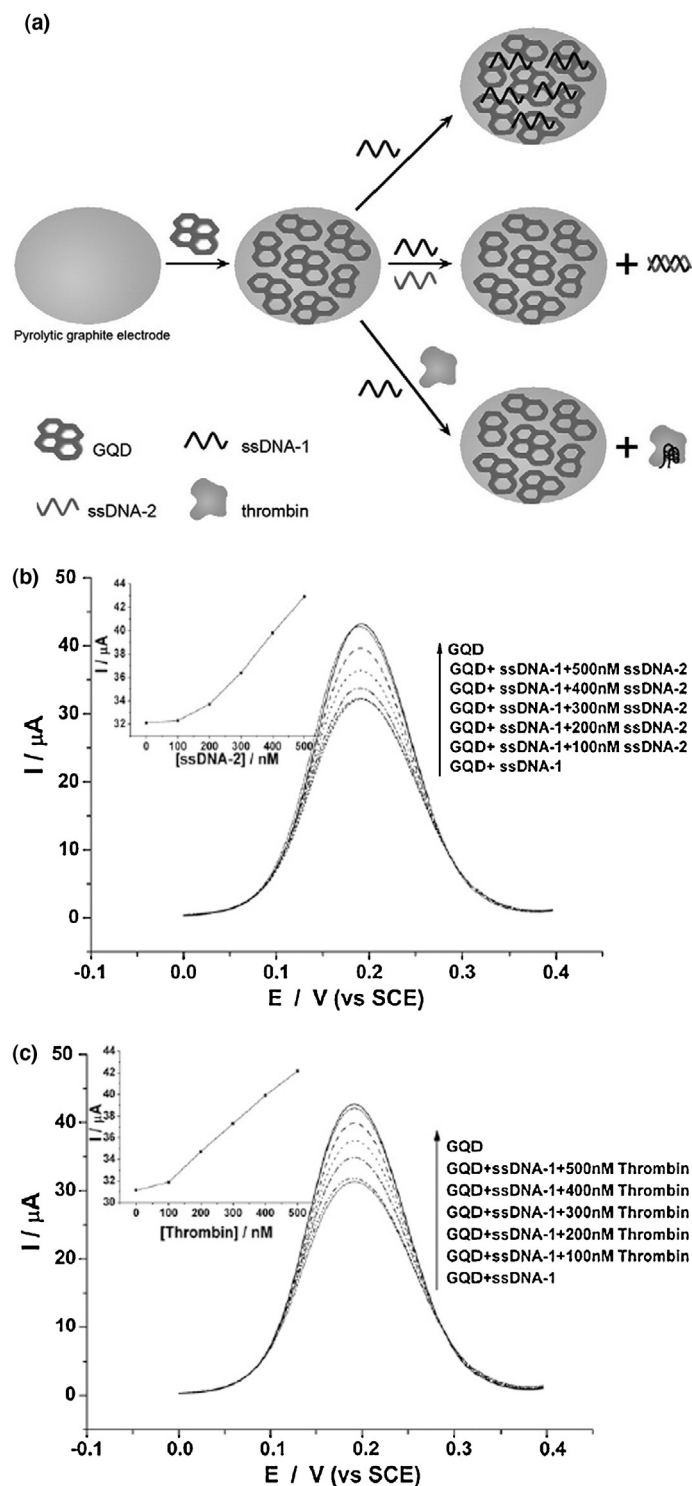 (a)
Pyrolytic graphite electrode
GQD
ssDNA-1
ssDNA-2
thrombin
(b)
50
40
30
20
10
0
I / μA
-0.1
0.0
0.1
0.2
0.3
0.4
E / V (vs SCE)
44
42
40
38
36
34
32
I / μA
0
100
200
300
400
500
[ssDNA-2] / nM
GQD
GQD+ ssDNA-1+500nM ssDNA-2
GQD+ ssDNA-1+400nM ssDNA-2
GQD+ ssDNA-1+300nM ssDNA-2
GQD+ ssDNA-1+200nM ssDNA-2
GQD+ ssDNA-1+100nM ssDNA-2
GQD+ ssDNA-1
(c)
50
40
30
20
10
0
I / μA
0.0
0.1
0.2
0.3
0.4
E / V (vs SCE)
44
42
40
38
36
34
32
30
I / μA
0
100
200
300
400
500
[Thrombin] / nM
GQD
GQD+ssDNA-1+500nM Thrombin
GQD+ssDNA-1+400nM Thrombin
GQD+ssDNA-1+300nM Thrombin
GQD+ssDNA-1+200nM Thrombin
GQD+ssDNA-1+100nM Thrombin
GQD+ssDNA-1